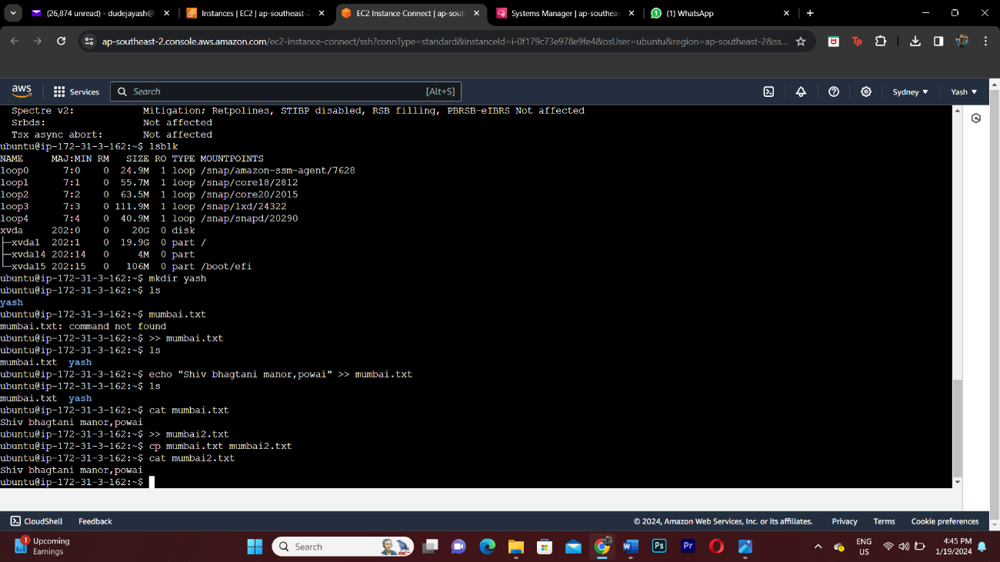 (26,874 unread) - dudejayash@
Instances | EC2 | ap-southeast-2
EC2 Instance Connect | ap-sout
Systems Manager | ap-southeas
(1) WhatsApp
ap-southeast-2.console.aws.amazon.com/ec2-instance-connect/ssh?connType=standard&instanceId=i-0f179c73e978e9fe4&osUser=ubuntu&region=ap-southeast-2&ss...
aws Services Search [Alt+S] Sydney Yash
Spectre v2: Mitigation; Retpolines, STIBP disabled, RSB filling, PBRSB-eIBRS Not affected
Srbds: Not affected
Tsx async abort: Not affected
ubuntu@ip-172-31-3-162:~$ lsblk
NAME MAJ:MIN RM SIZE RO TYPE MOUNTPOINTS
loop0 7:0 0 24.9M 1 loop /snap/amazon-ssm-agent/7628
loop1 7:1 0 55.7M 1 loop /snap/core18/2812
loop2 7:2 0 63.5M 1 loop /snap/core20/2015
loop3 7:3 0 111.9M 1 loop /snap/lxd/24322
loop4 7:4 0 40.9M 1 loop /snap/snapd/20290
xvda 202:0 0 20G 0 disk
├─xvda1 202:1 0 19.9G 0 part /
├─xvda14 202:14 0 4M 0 part
└─xvda15 202:15 0 106M 0 part /boot/efi
ubuntu@ip-172-31-3-162:~$ mkdir yash
ubuntu@ip-172-31-3-162:~$ ls
yash
ubuntu@ip-172-31-3-162:~$ mumbai.txt
mumbai.txt: command not found
ubuntu@ip-172-31-3-162:~$ >> mumbai.txt
ubuntu@ip-172-31-3-162:~$ ls
mumbai.txt yash
ubuntu@ip-172-31-3-162:~$ echo "Shiv bhagtani manor,powai" >> mumbai.txt
ubuntu@ip-172-31-3-162:~$ ls
mumbai.txt yash
ubuntu@ip-172-31-3-162:~$ cat mumbai.txt
Shiv bhagtani manor,powai
ubuntu@ip-172-31-3-162:~$ >> mumbai2.txt
ubuntu@ip-172-31-3-162:~$ cp mumbai.txt mumbai2.txt
ubuntu@ip-172-31-3-162:~$ cat mumbai2.txt
Shiv bhagtani manor,powai
ubuntu@ip-172-31-3-162:~$
CloudShell Feedback © 2024, Amazon Web Services, Inc. or its affiliates. Privacy Terms Cookie preferences
1 Upcoming
Earnings
Search
Ps
Pr
ENG
US
4:45 PM
1/19/2024